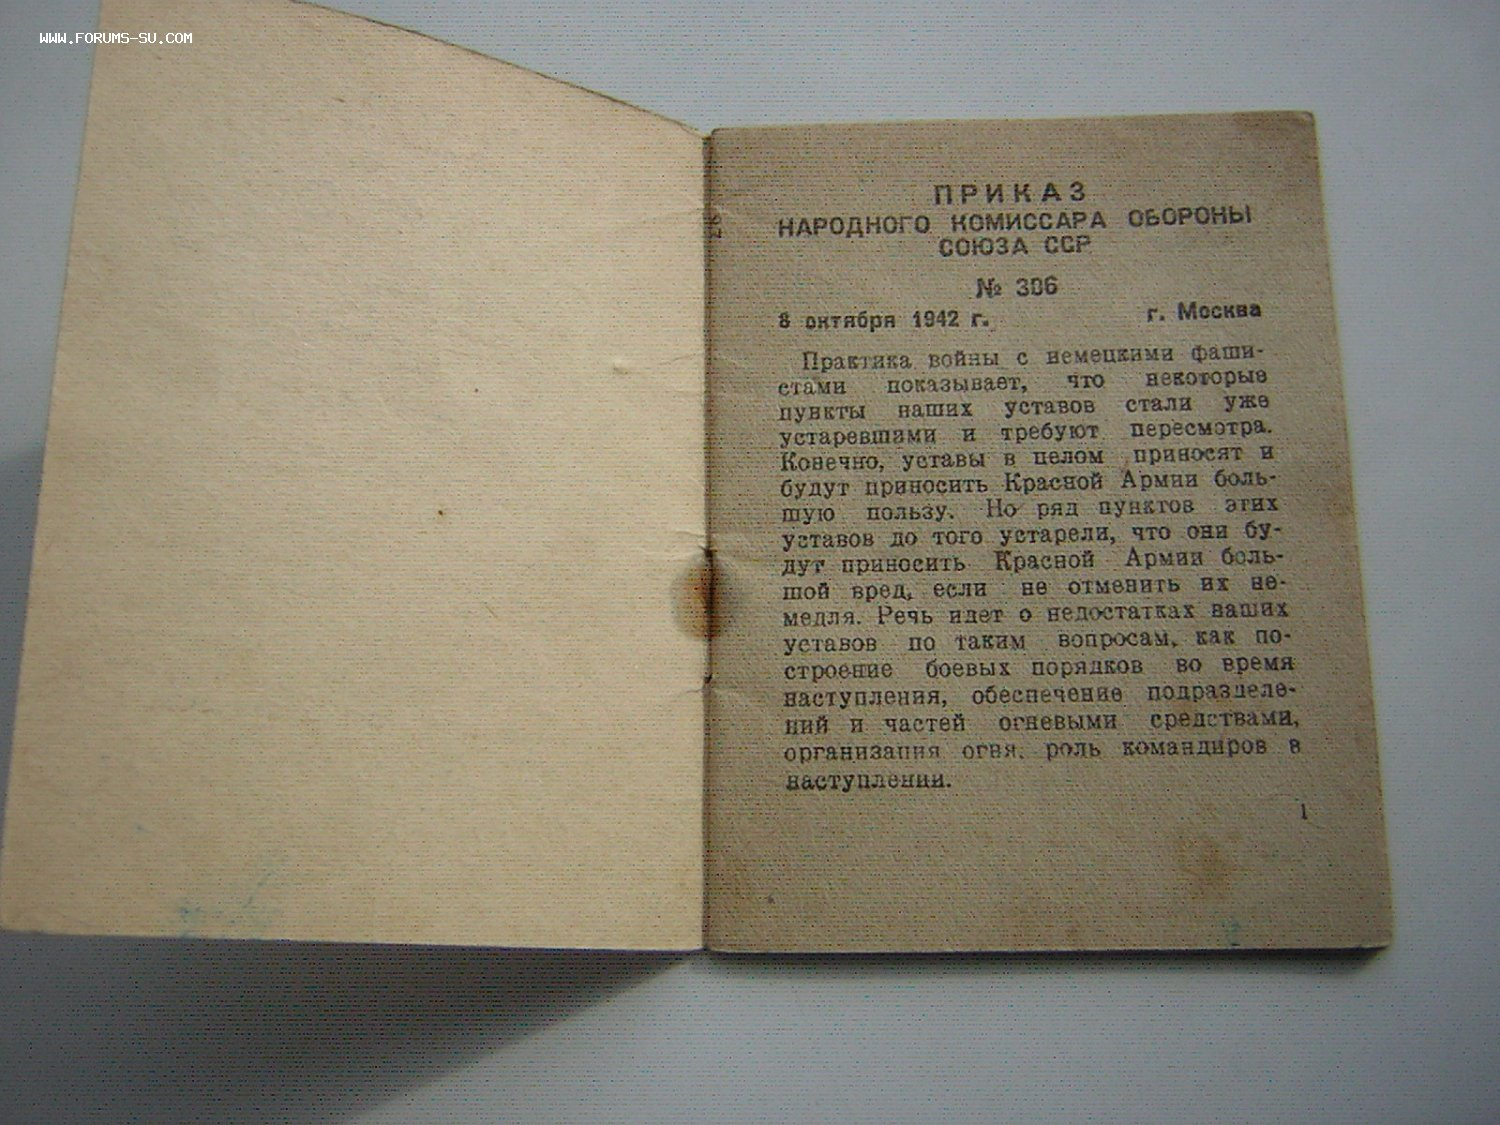 WWW.FORUMS-SU.COM
ПРИКАЗ
НАРОДНОГО КОМИССАРА ОБОРОНЫ
СОЮЗА ССР
№ 306
8 октября 1942 г. г. Москва
Практика войны с немецкими фаши-
стами показывает, что некоторые
пункты наших уставов стали уже
устаревшими и требуют пересмотра.
Конечно, уставы в целом приносят и
будут приносить Красной Армии боль-
шую пользу. Но ряд пунктов этих
уставов до того устарели, что они бу-
дут приносить Красной Армии боль-
шой вред, если не отменить их не-
медля. Речь идет о недостатках наших
уставов по таким вопросам, как по-
строение боевых порядков во время
наступления, обеспечение подразделе-
ний и частей огневыми средствами,
организация огня, роль командиров в
наступлении.
1